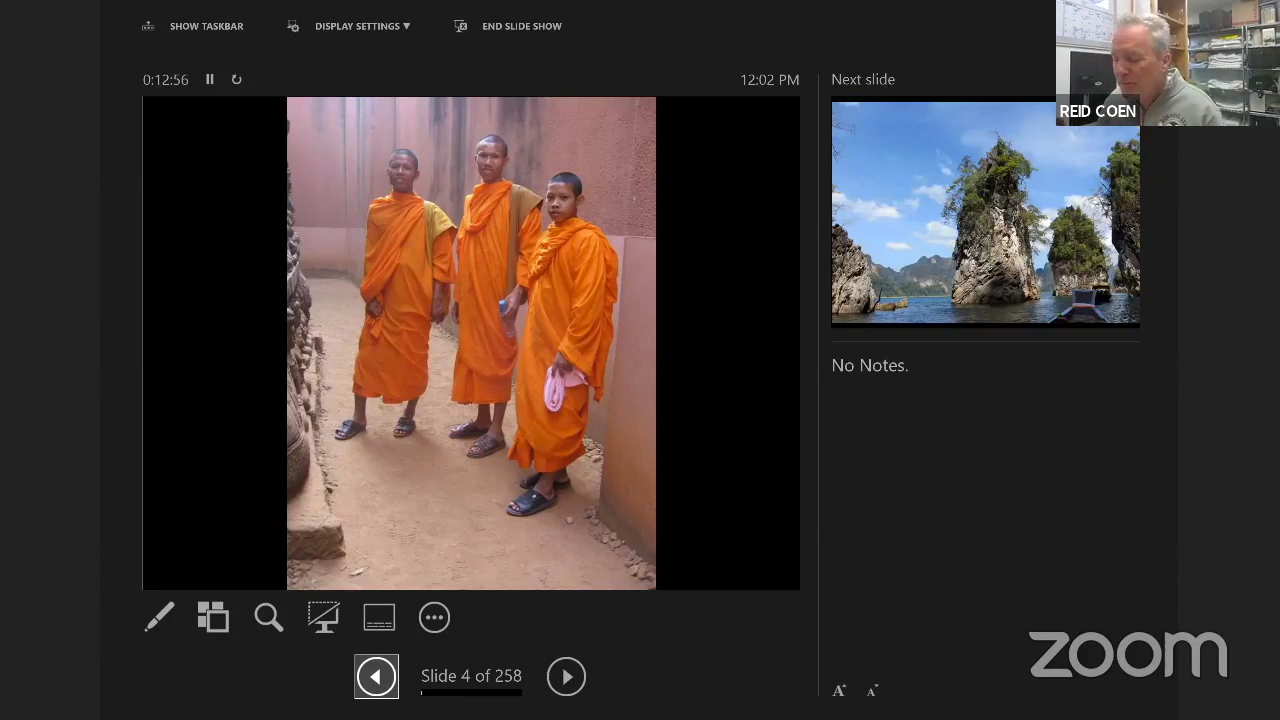 SHOW TASKBAR
DISPLAY SETTINGS ▼
END SLIDE SHOW
0:12:56
12:02 PM
Next slide
REID COEN
No Notes.
Slide 4 of 258
A A
zoom